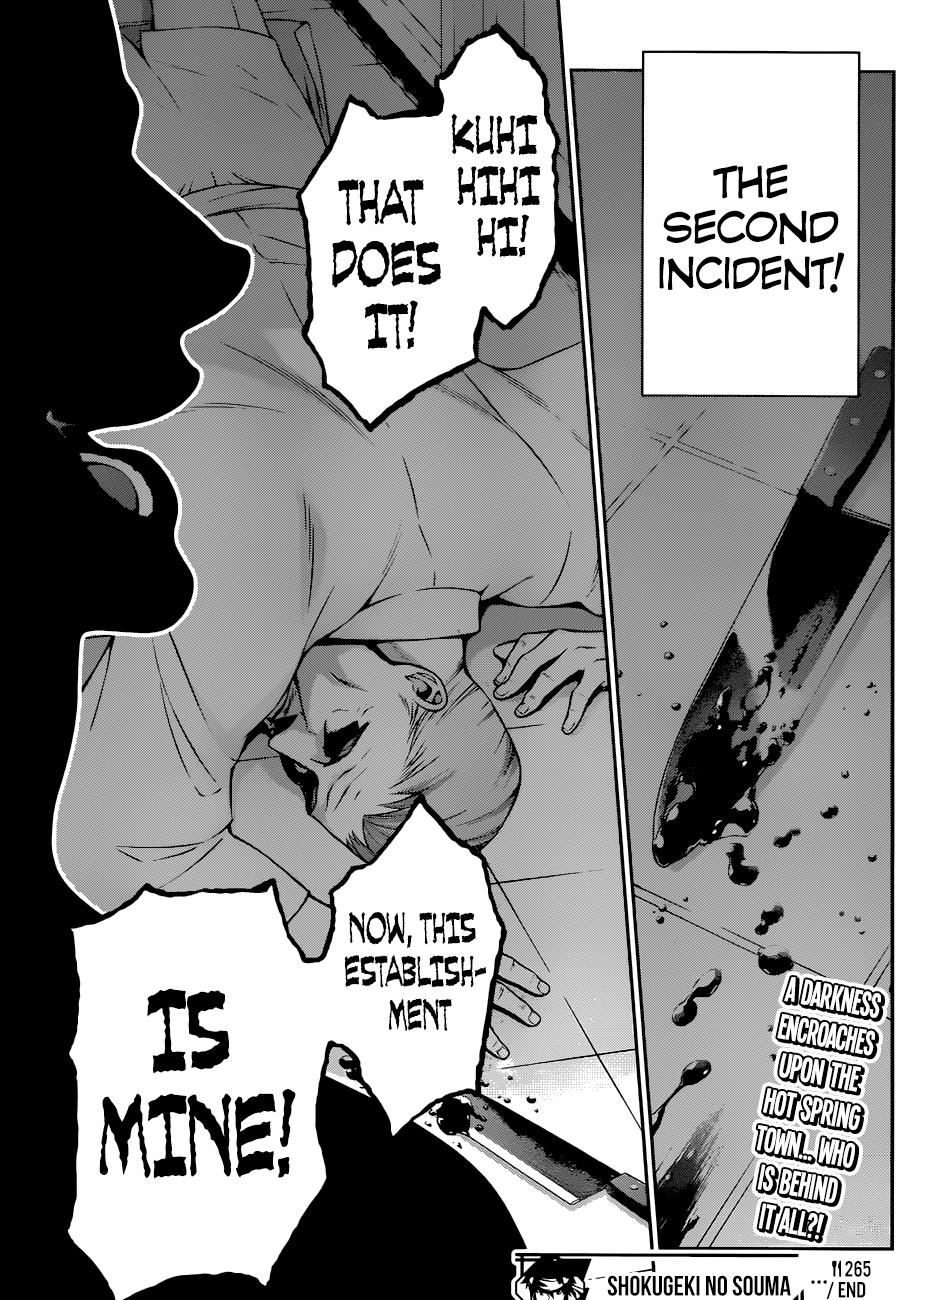 THE
SECOND
INCIDENT!
KUHI
HIHI
HI!
THAT
DOES
IT!
NOW, THIS
ESTABLISH-
MENT
IS
MINE!
A DARKNESS
ENCROACHES
UPON THE
HOT SPRING
TOWN... WHO
IS BEHIND
IT ALL?!
SHOKUGEKI NO SOUMA
265
... / END